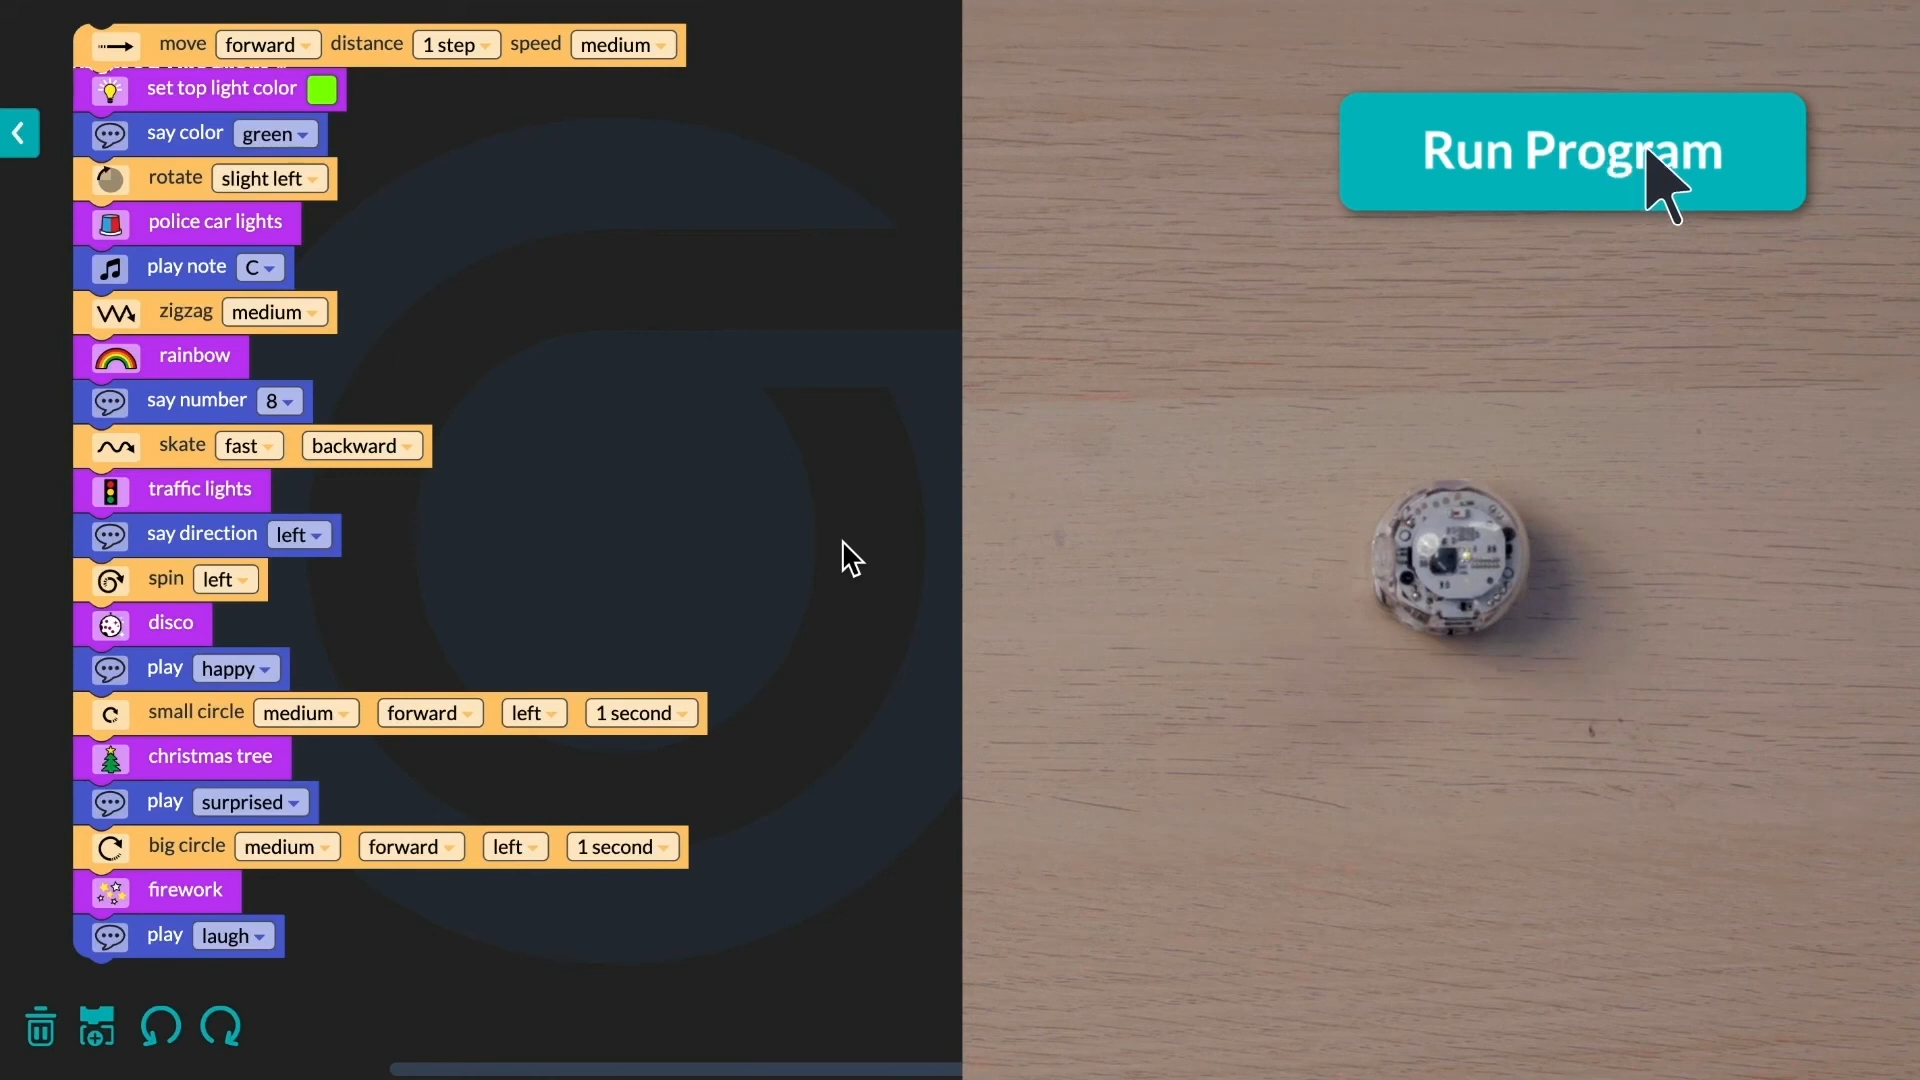 move forward distance 1 step speed medium
set top light color
say color green
rotate slight left
police car lights
play note C
zigzag medium
rainbow
say number 8
skate fast backward
traffic lights
say direction left
spin left
disco
play happy
small circle medium forward left 1 second
christmas tree
play surprised
big circle medium forward left 1 second
firework
play laugh
Run Program